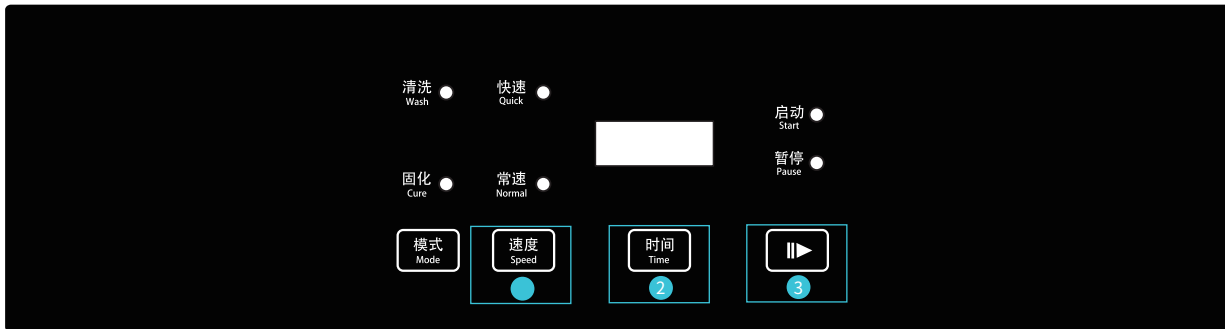 清洗
Wash
快速
Quick
启动
Start
暂停
Pause
固化
Cure
常速
Normal
模式
Mode
速度
Speed
时间
Time
2
3